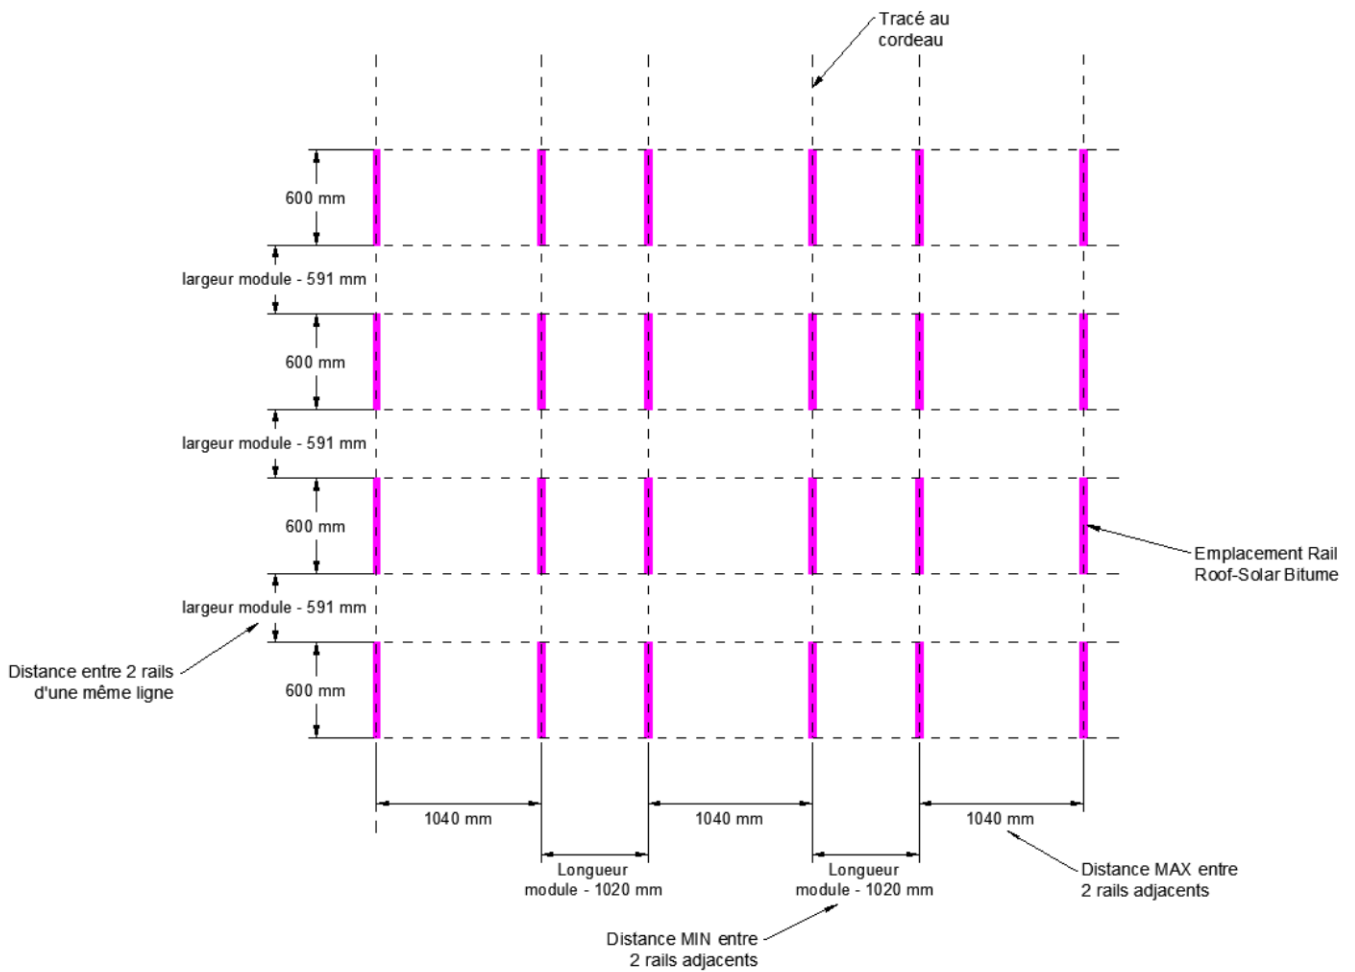 Tracé au
cordeau
600 mm
largeur module - 591 mm
600 mm
largeur module - 591 mm
600 mm
Emplacement Rail
Roof-Solar Bitume
largeur module - 591 mm
Distance entre 2 rails
d'une même ligne
600 mm
1040 mm
1040 mm
1040 mm
Longueur
module - 1020 mm
Longueur
module - 1020 mm
Distance MAX entre
2 rails adjacents
Distance MIN entre
2 rails adjacents